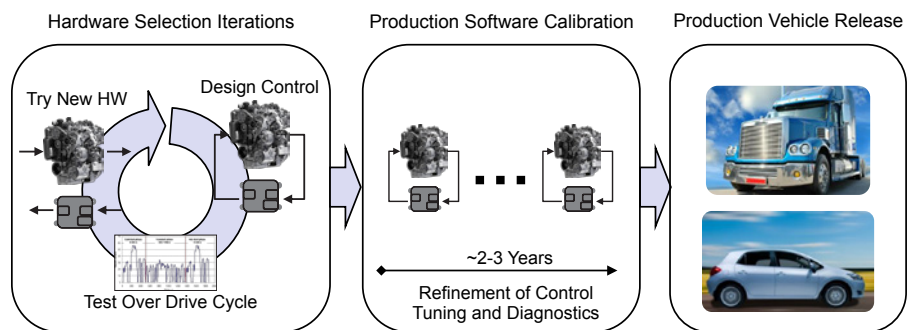 Hardware Selection Iterations
Production Software Calibration
Production Vehicle Release
Try New HW
Design Control
Test Over Drive Cycle
~2-3 Years
Refinement of Control
Tuning and Diagnostics